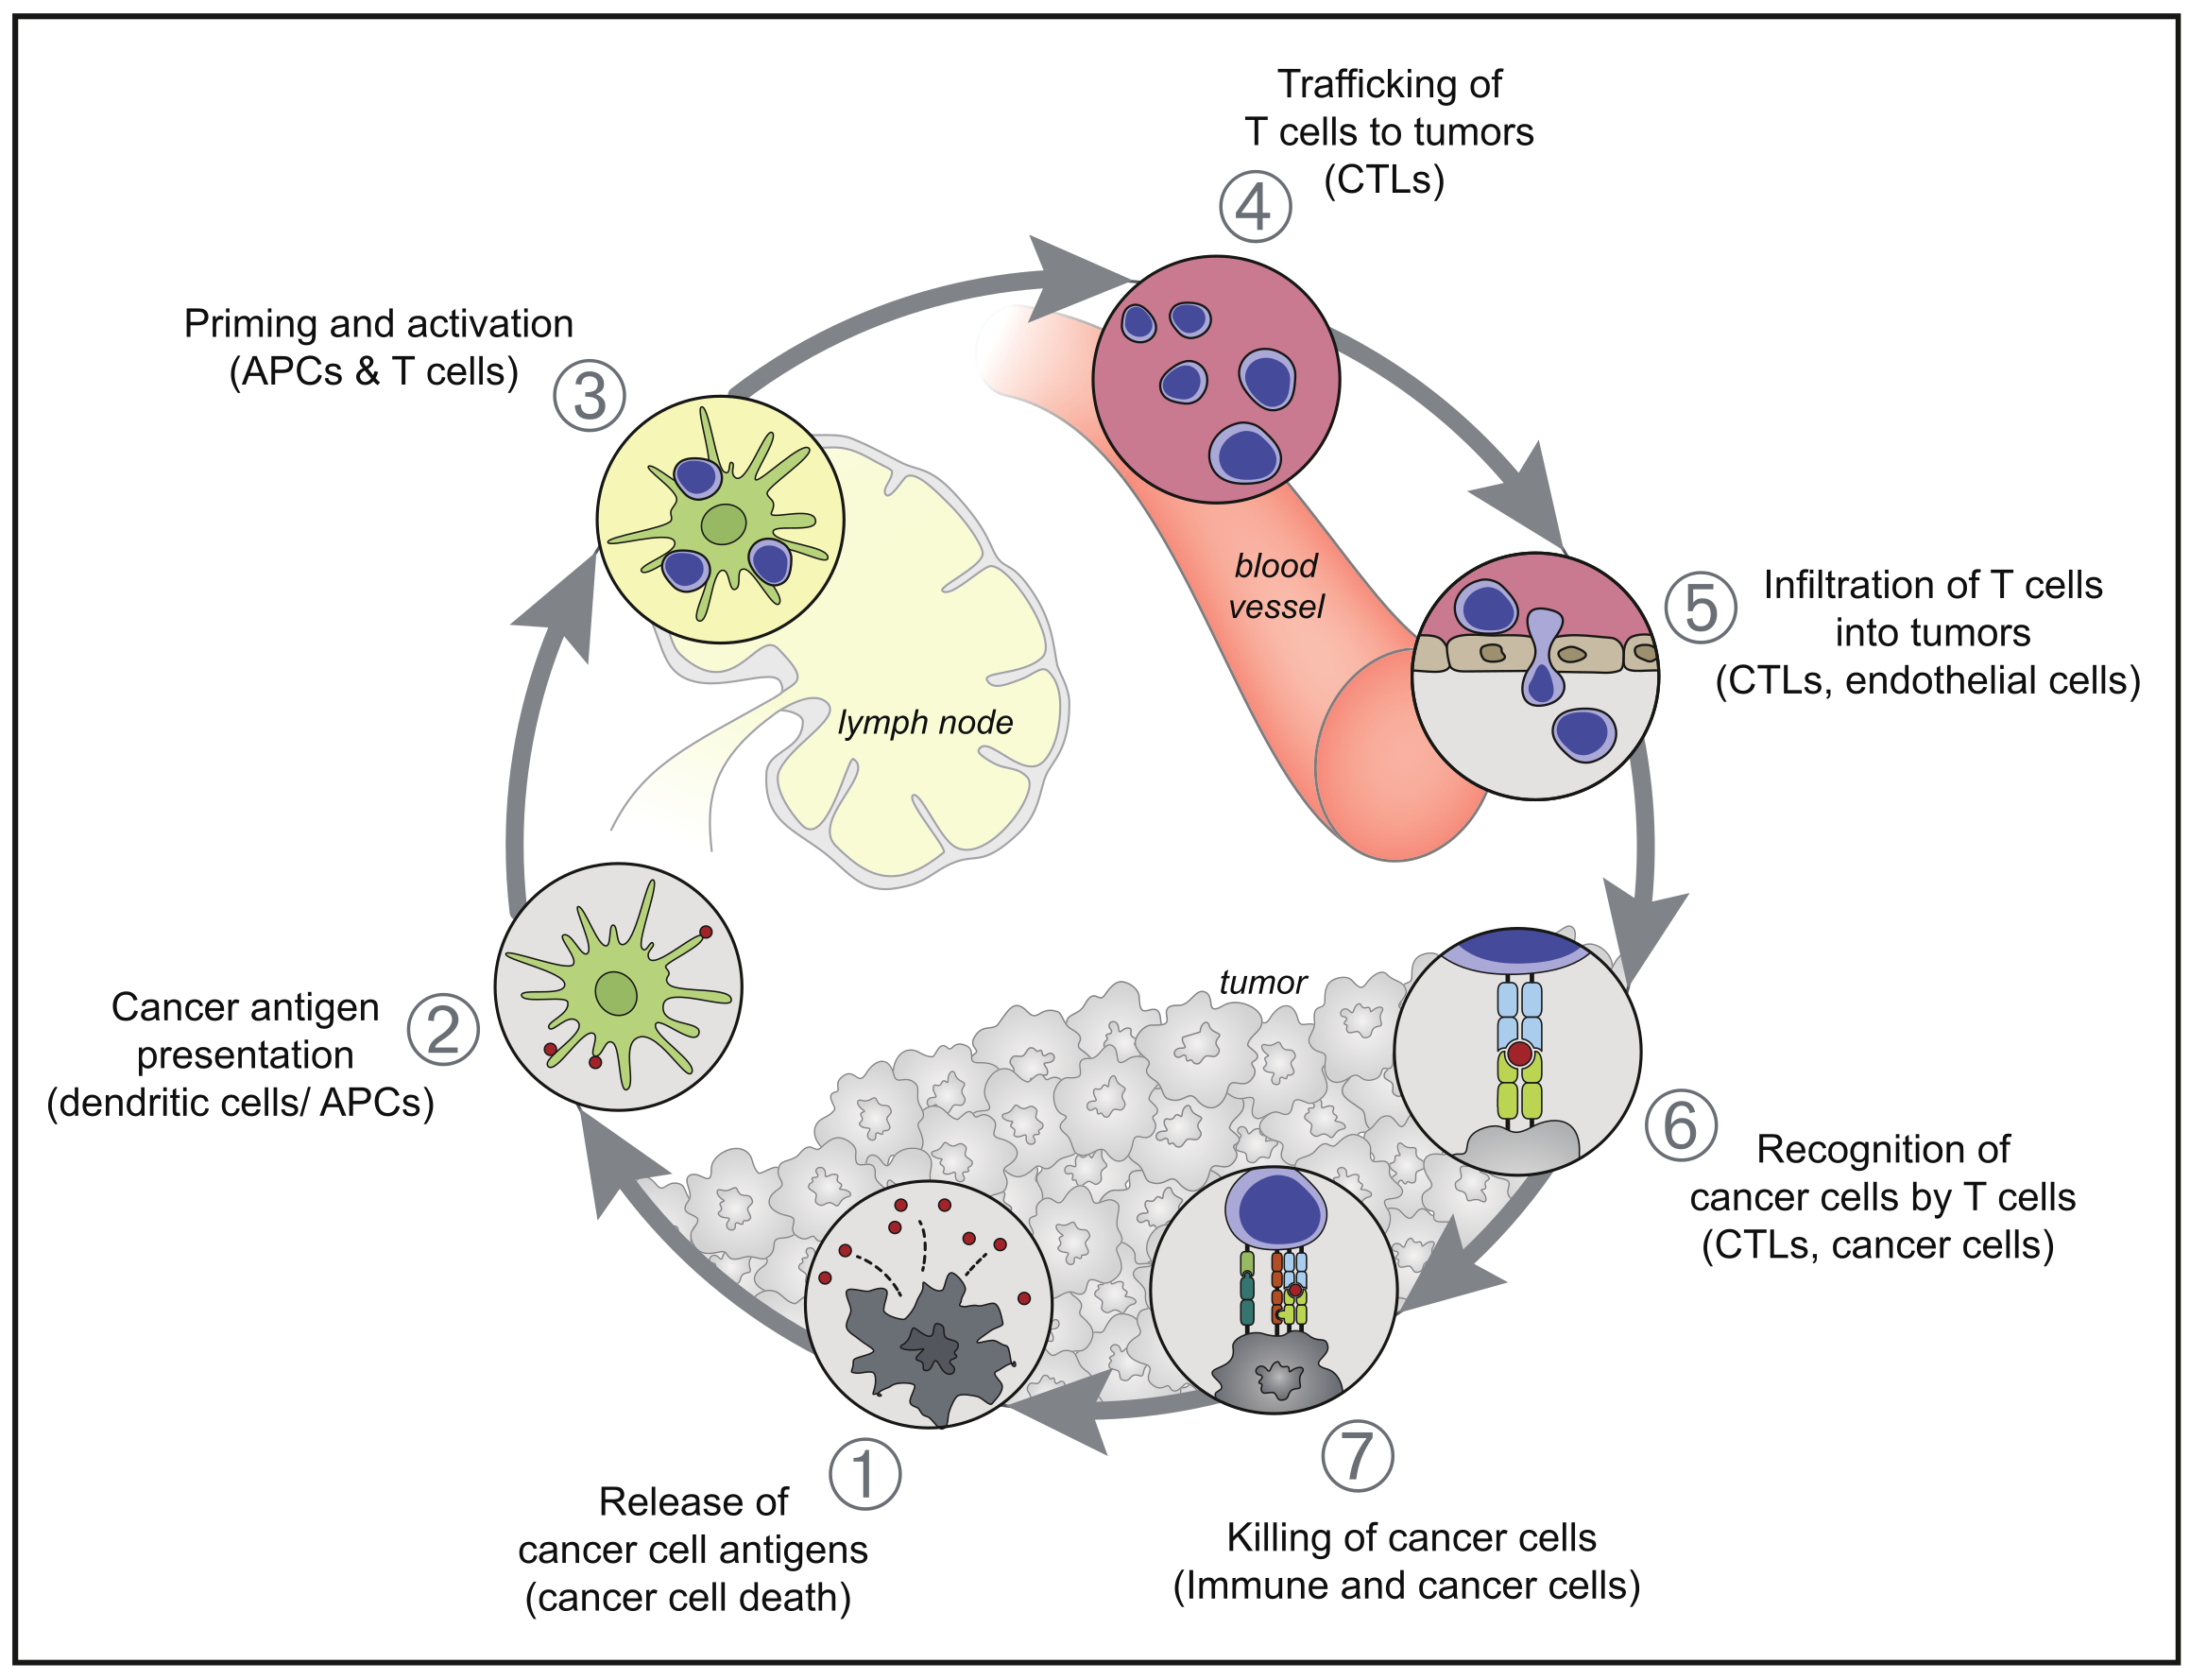 Trafficking of
T cells to tumors
(CTLs)
4
Priming and activation
(APCs & T cells)
3
blood
vessel
5
Infiltration of T cells
into tumors
(CTLs, endothelial cells)
lymph node
tumor
Cancer antigen
presentation
(dendritic cells/ APCs)
2
6
Recognition of
cancer cells by T cells
(CTLs, cancer cells)
1
Release of
cancer cell antigens
(cancer cell death)
7
Killing of cancer cells
(Immune and cancer cells)